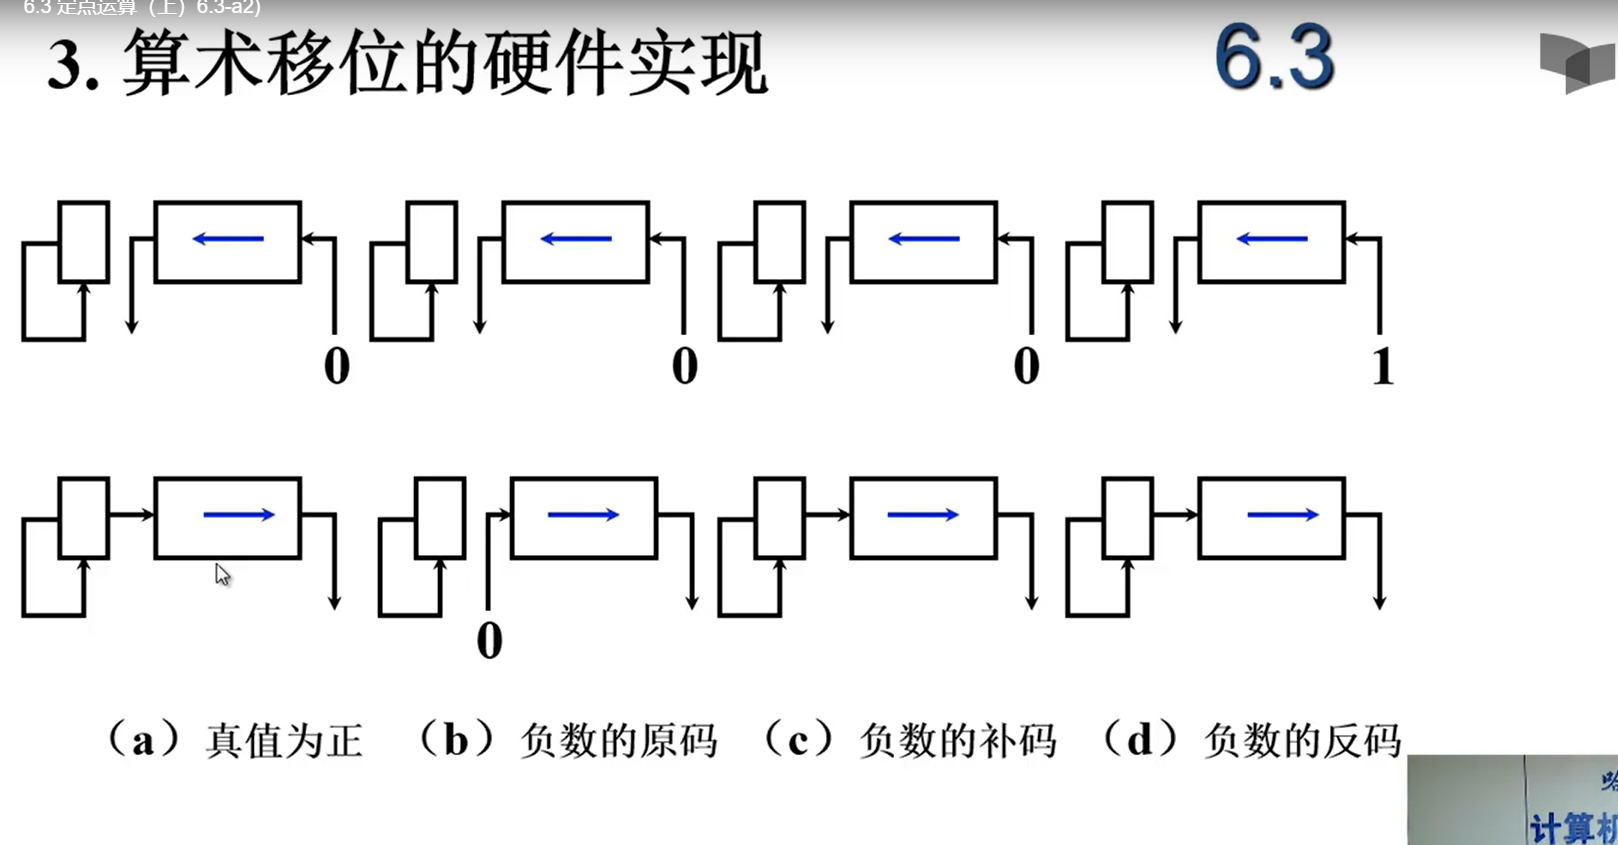 6.3 定点运算（上）6.3-a2)
3. 算术移位的硬件实现
6.3
0 0 0 1
0
（a）真值为正 （b）负数的原码 （c）负数的补码 （d）负数的反码
计算机